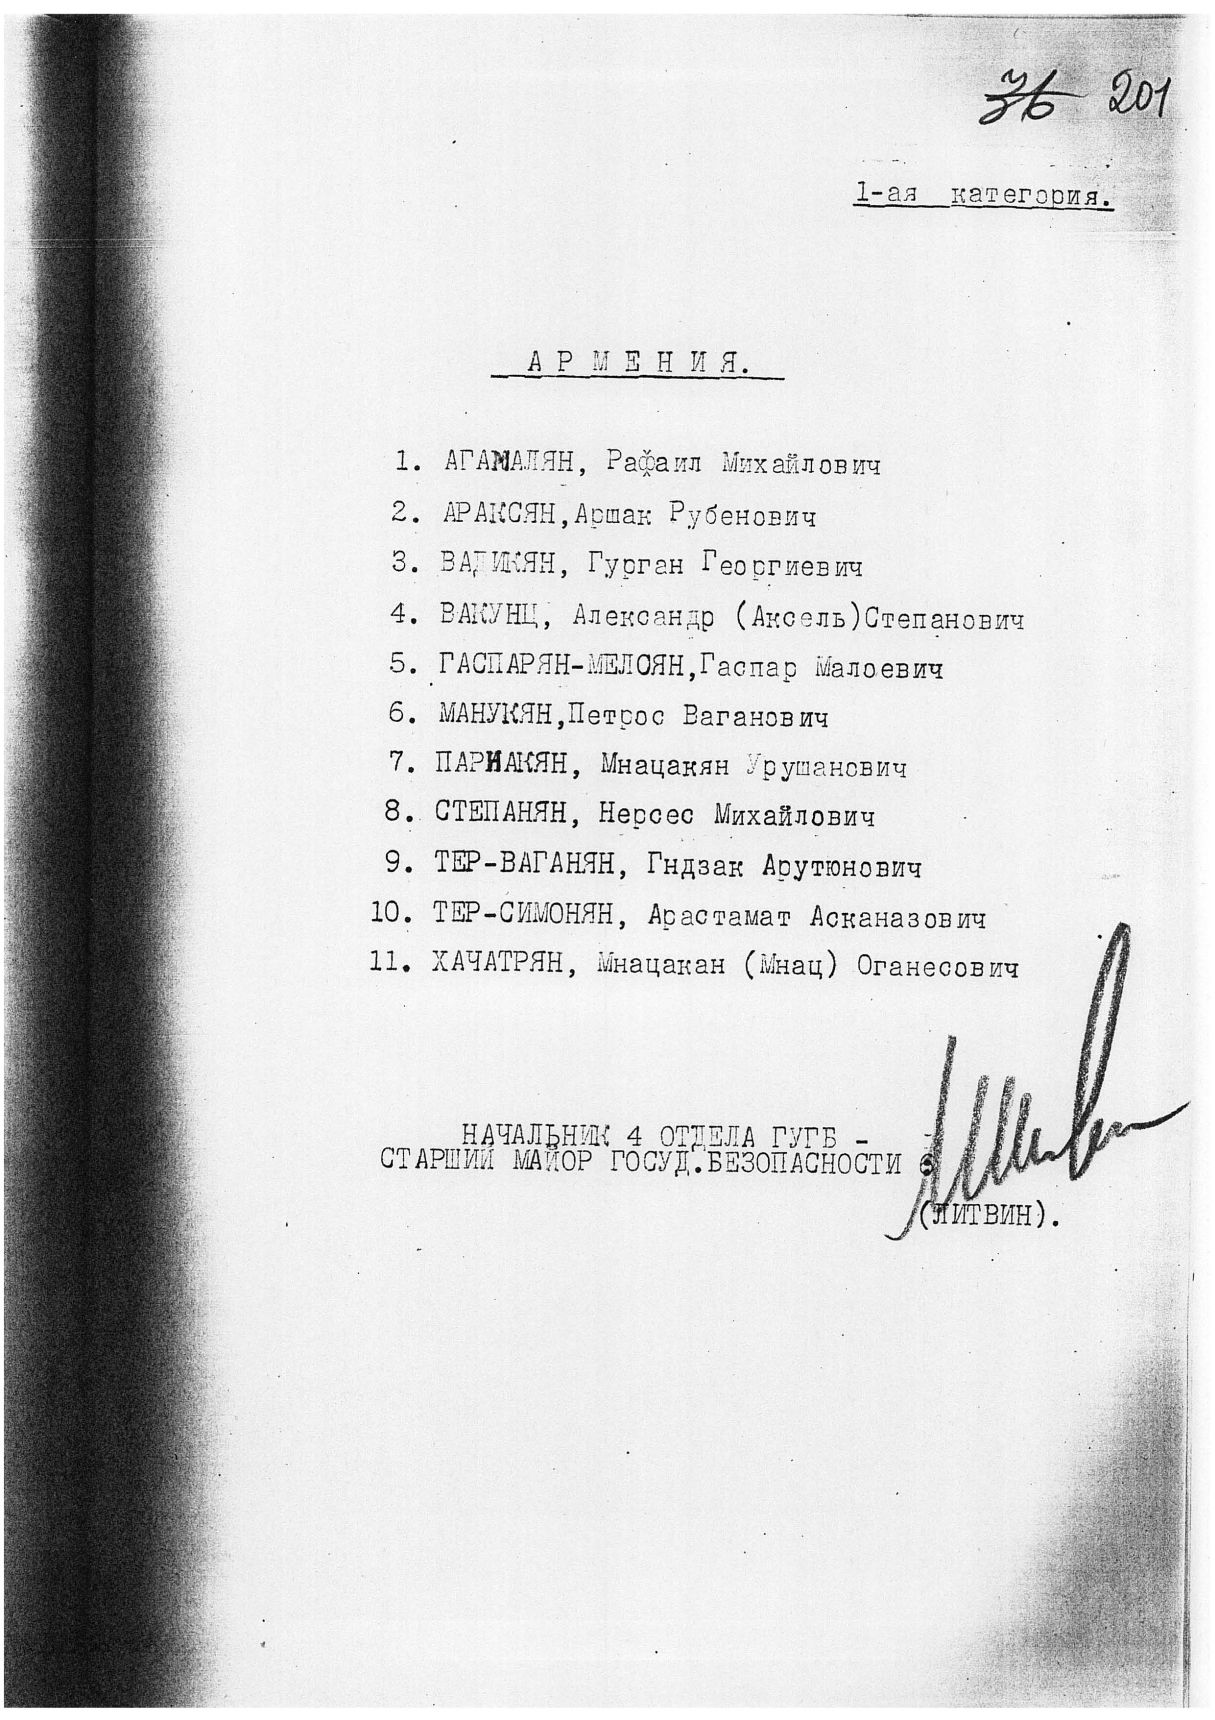 36 201
1-ая категория.
АРМЕНИЯ.
1. АГАМАЛЯН, Рафаил Михайлович
2. АРАКСЯН,Аршак Рубенович
3. ВАДИКЯН, Гурган Георгиевич
4. ВАКУНЦ, Александр (Аксель)Степанович
5. ГАСПАРЯН-МЕЛОЯН,Гаспар Малоевич
6. МАНУКЯН,Петрос Ваганович
7. ПАРИАКЯН, Мнацакян Урушанович
8. СТЕПАНЯН, Нерсес Михайлович
9. ТЕР-ВАГАНЯН, Гндзак Арутюнович
10. ТЕР-СИМОНЯН, Арастамат Асканазович
11. ХАЧАТРЯН, Мнацакан (Мнац) Оганесович
НАЧАЛЬНИК 4 ОТДЕЛА ГУГБ -
СТАРШИЙ МАЙОР ГОСУД.БЕЗОПАСНОСТИ
(ЛИТВИН).